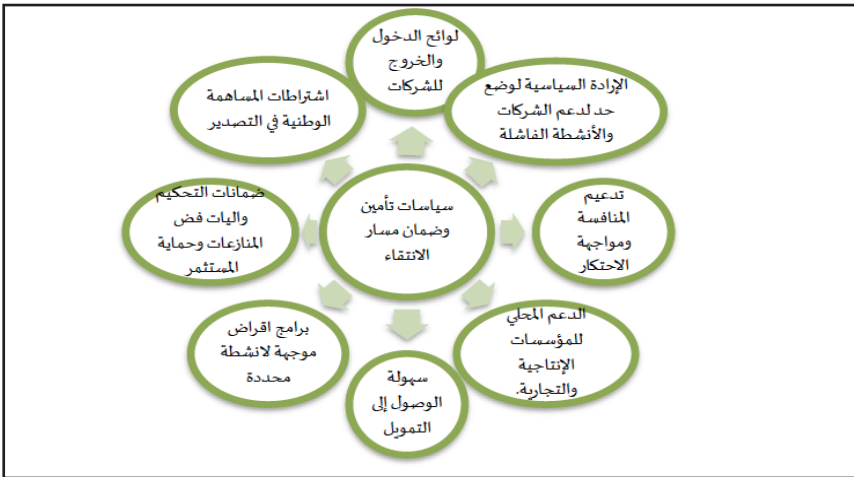 لوائح الدخول
والخروج
للشركات
الإرادة السياسية لوضع
حد لدعم الشركات
والأنشطة الفاشلة
اشتراطات المساهمة
الوطنية في التصدير
تدعيم
المنافسة
ومواجهة
الاحتكار
سياسات تأمين
وضمان مسار
الانتقاء
ضمانات التحكيم
واليات فض
المنازعات وحماية
المستثمر
الدعم المحلي
للمؤسسات
الإنتاجية
والتجارية.
برامج اقراض
موجهة لانشطة
محددة
سهولة
الوصول إلى
التمويل